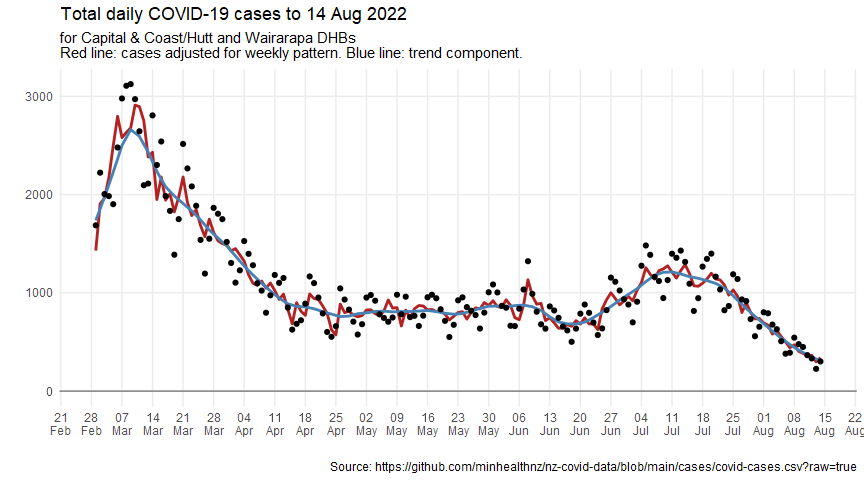 Total daily COVID-19 cases to 14 Aug 2022
for Capital & Coast/Hutt and Wairarapa DHBs
Red line: cases adjusted for weekly pattern. Blue line: trend component.
3000
2000
1000
0
21 28 07 14 21 28 04 11 18 25 02 09 16 23 30 06 13 20 27 04 11 18 25 01 08 15 22
Feb Feb Mar Mar Mar Mar Apr Apr Apr Apr May May May May May Jun Jun Jun Jun Jul Jul Jul Jul Aug Aug Aug Aug
Source: https://github.com/minhealthnz/nz-covid-data/blob/main/cases/covid-cases.csv?raw=true